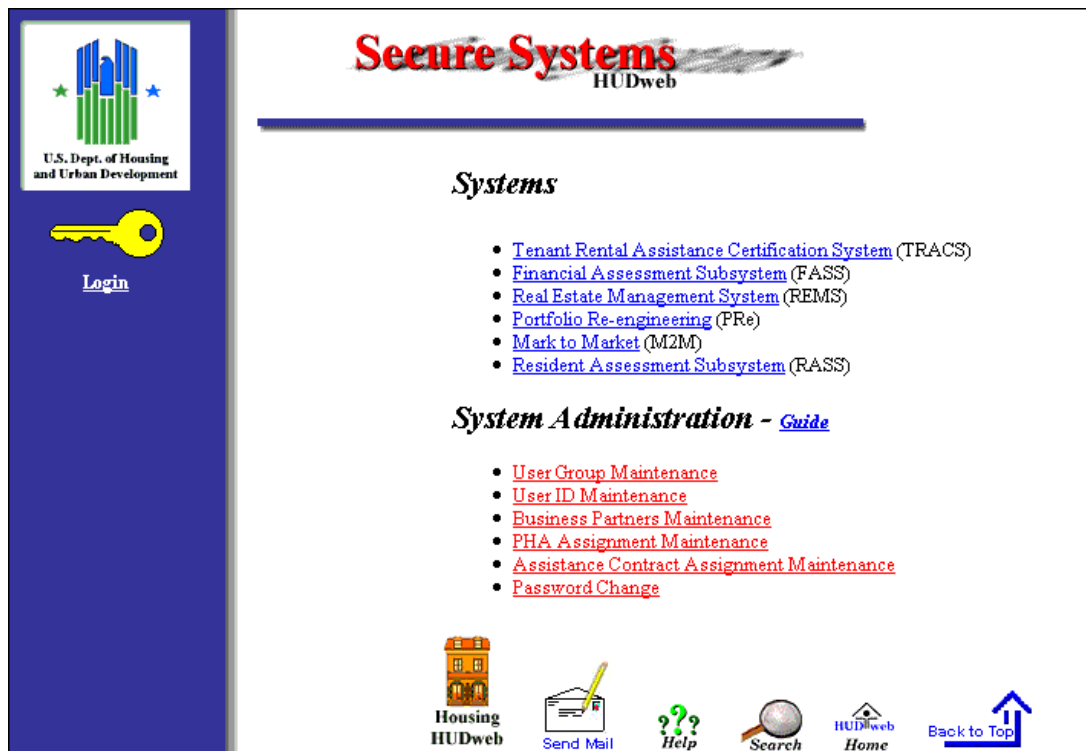 U.S. Dept. of Housing
and Urban Development
Login
Secure Systems
HUDweb
Systems
Tenant Rental Assistance Certification System (TRACS)
Financial Assessment Subsystem (FASS)
Real Estate Management System (REMS)
Portfolio Re-engineering (PRe)
Mark to Market (M2M)
Resident Assessment Subsystem (RASS)
System Administration - Guide
User Group Maintenance
User ID Maintenance
Business Partners Maintenance
PHA Assignment Maintenance
Assistance Contract Assignment Maintenance
Password Change
Housing
HUDweb
Send Mail
???
Help
Search
HUDweb
Home
Back to Top